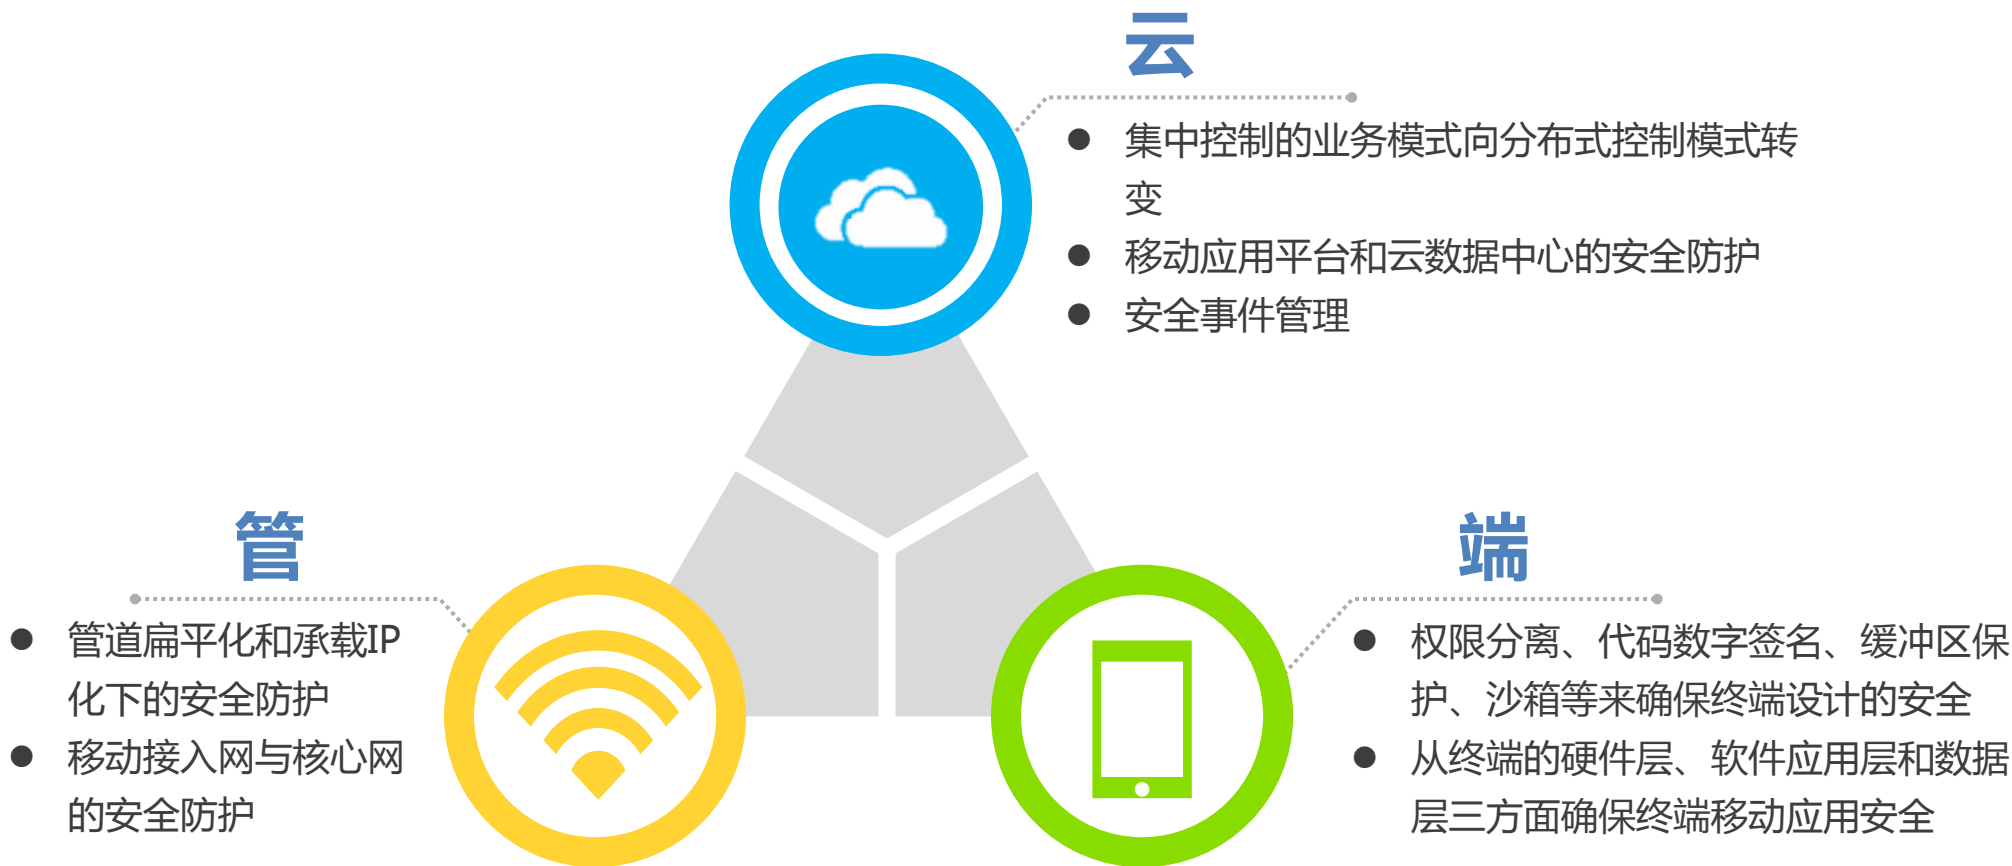 云
● 集中控制的业务模式向分布式控制模式转
变
● 移动应用平台和云数据中心的安全防护
● 安全事件管理
管
● 管道扁平化和承载IP
化下的安全防护
● 移动接入网与核心网
的安全防护
端
● 权限分离、代码数字签名、缓冲区保
护、沙箱等来确保终端设计的安全
● 从终端的硬件层、软件应用层和数据
层三方面确保终端移动应用安全